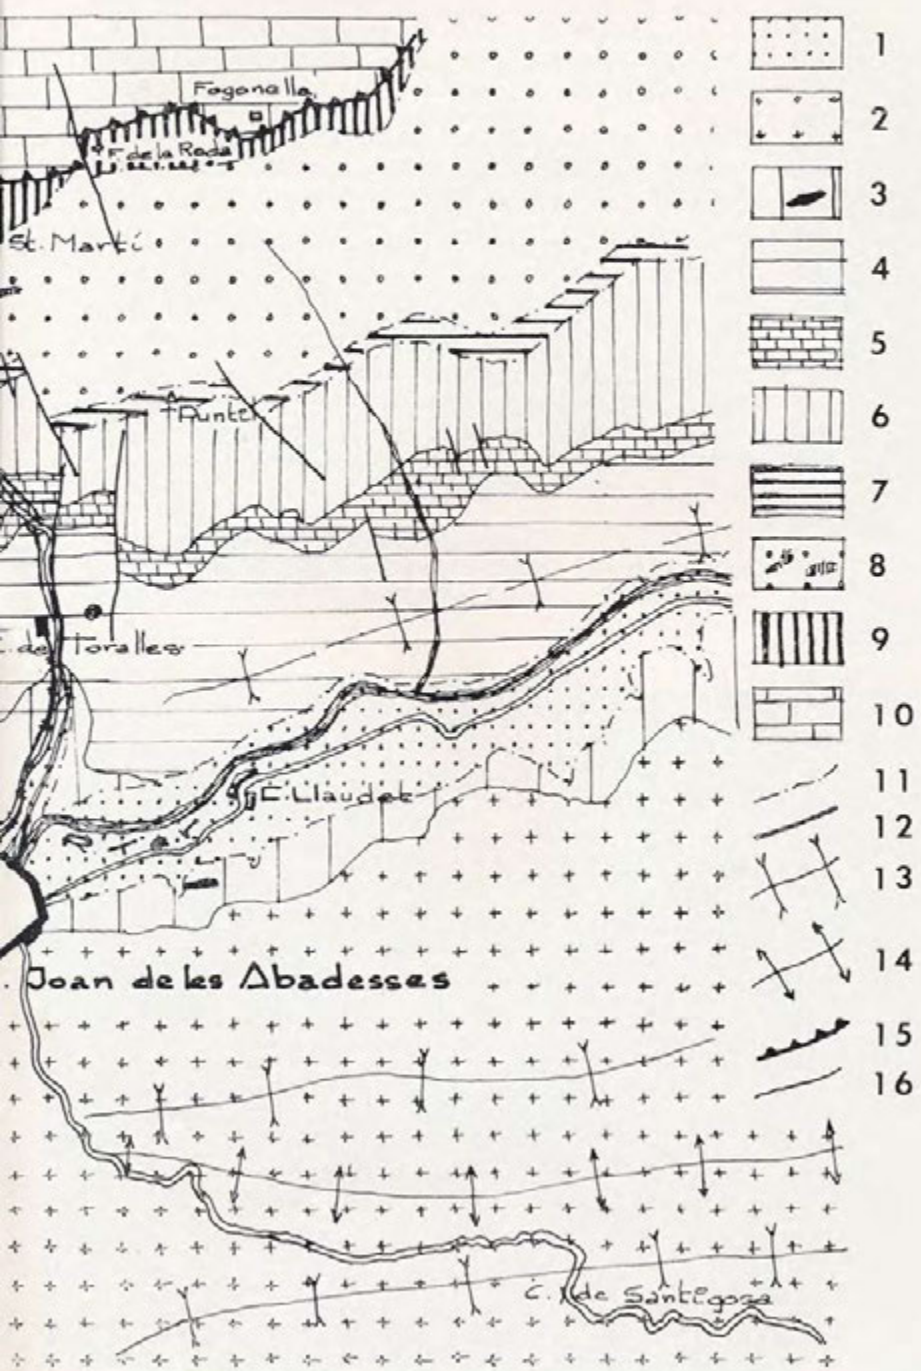 1
Fogonella
2
F. de la Roda
3
St. Martí
4
5
Puntet
6
7
8
de Toralles
9
10
11
C. Llaudet
12
13
14
. Joan de les Abadesses
15
16
C. de Santigosa